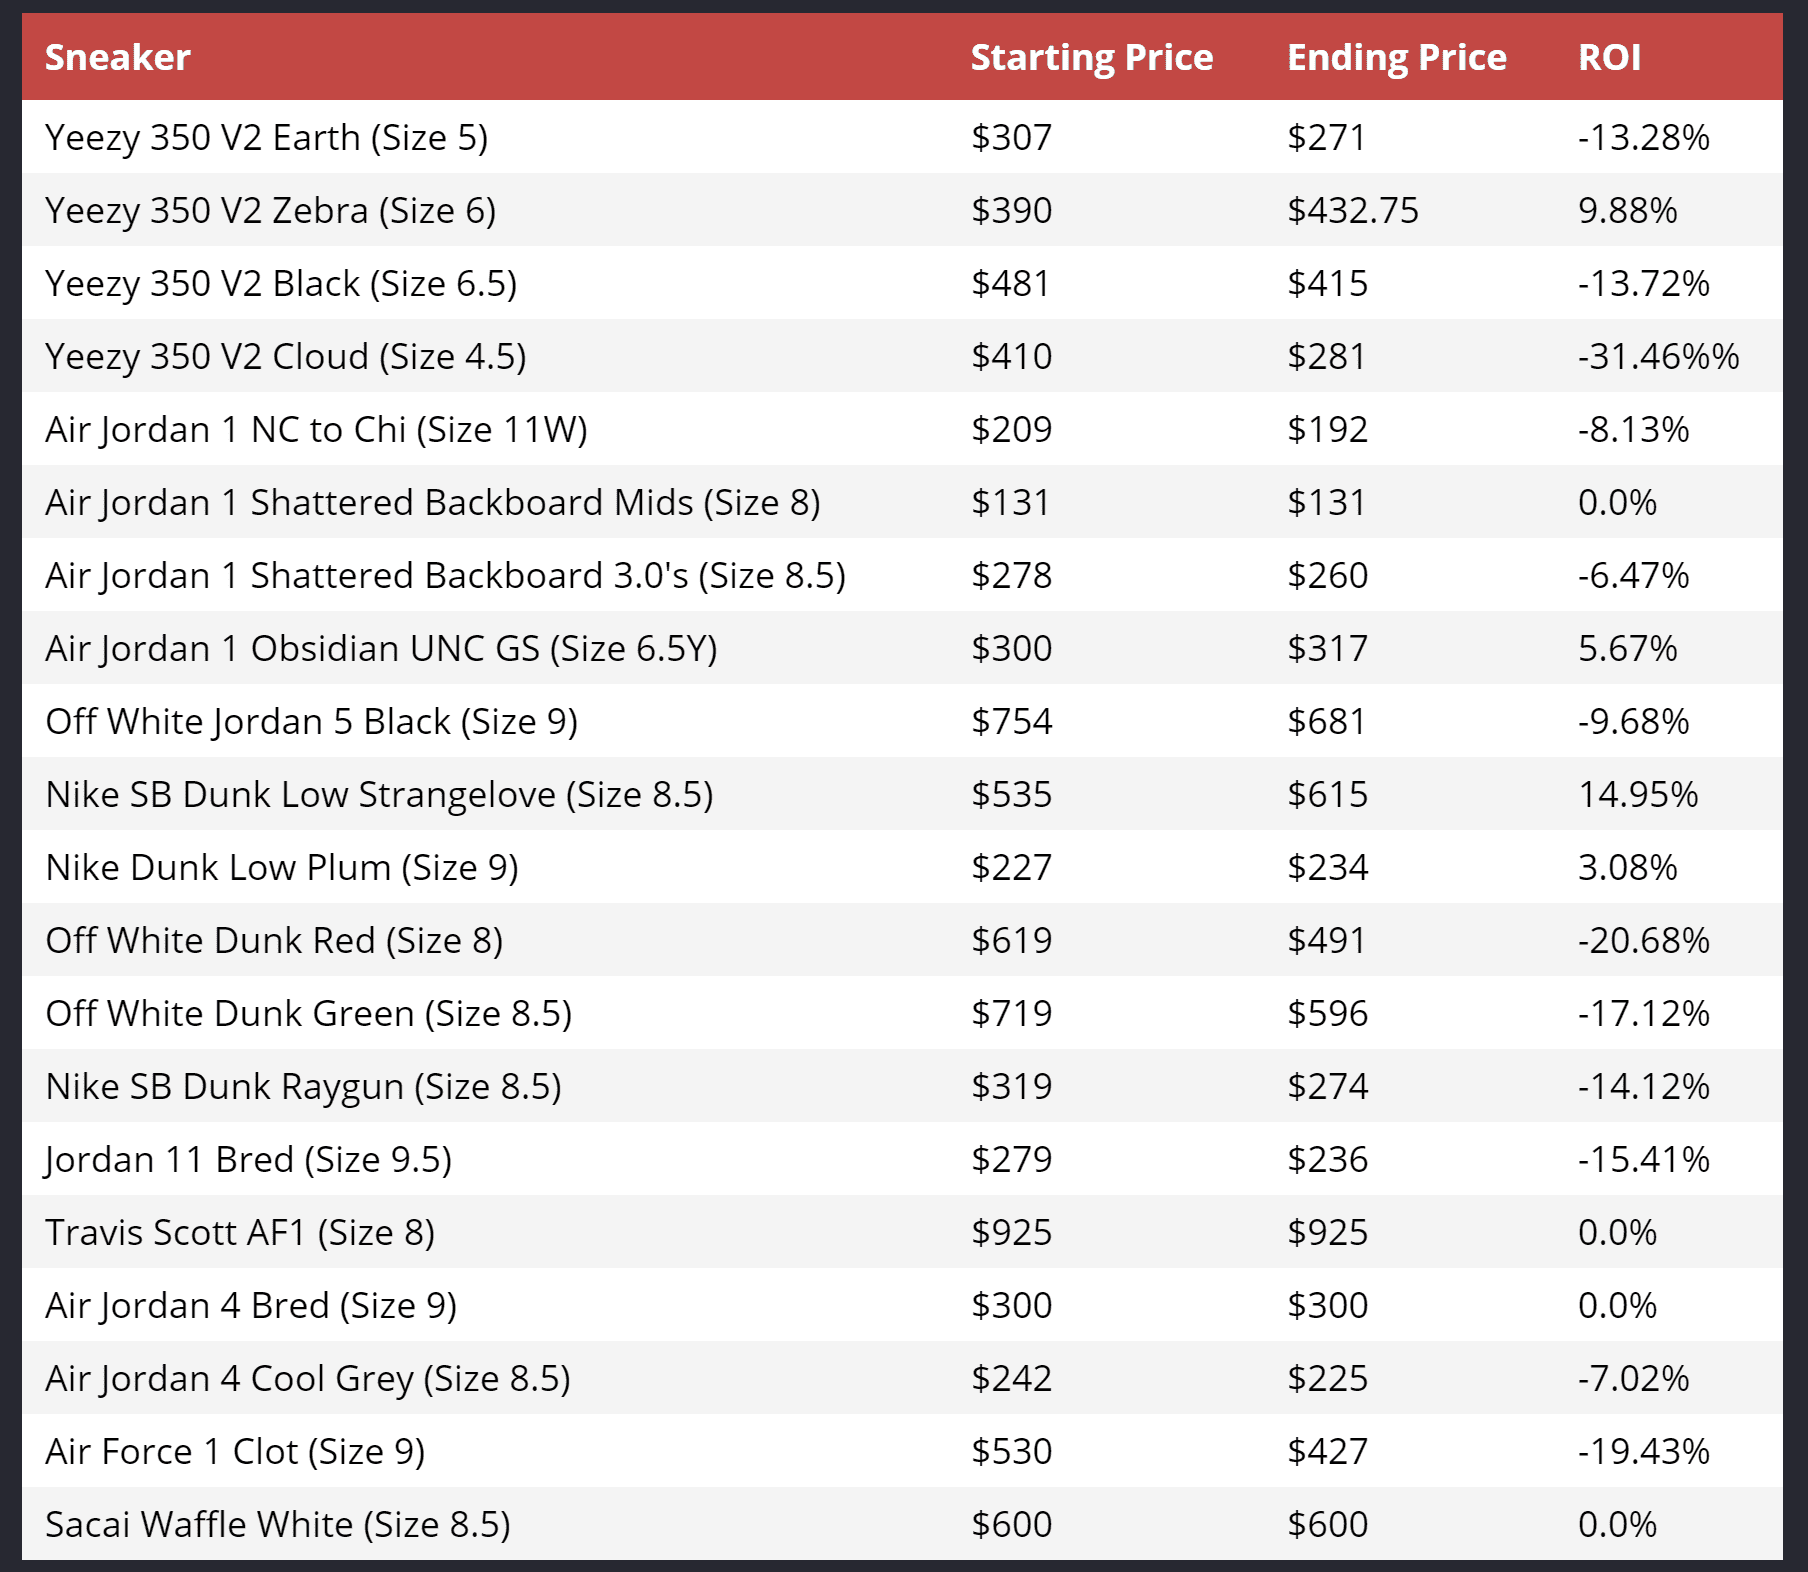 Sneaker Starting Price Ending Price ROI
Yeezy 350 V2 Earth (Size 5) $307 $271 -13.28%
Yeezy 350 V2 Zebra (Size 6) $390 $432.75 9.88%
Yeezy 350 V2 Black (Size 6.5) $481 $415 -13.72%
Yeezy 350 V2 Cloud (Size 4.5) $410 $281 -31.46%%
Air Jordan 1 NC to Chi (Size 11W) $209 $192 -8.13%
Air Jordan 1 Shattered Backboard Mids (Size 8) $131 $131 0.0%
Air Jordan 1 Shattered Backboard 3.0's (Size 8.5) $278 $260 -6.47%
Air Jordan 1 Obsidian UNC GS (Size 6.5Y) $300 $317 5.67%
Off White Jordan 5 Black (Size 9) $754 $681 -9.68%
Nike SB Dunk Low Strangelove (Size 8.5) $535 $615 14.95%
Nike Dunk Low Plum (Size 9) $227 $234 3.08%
Off White Dunk Red (Size 8) $619 $491 -20.68%
Off White Dunk Green (Size 8.5) $719 $596 -17.12%
Nike SB Dunk Raygun (Size 8.5) $319 $274 -14.12%
Jordan 11 Bred (Size 9.5) $279 $236 -15.41%
Travis Scott AF1 (Size 8) $925 $925 0.0%
Air Jordan 4 Bred (Size 9) $300 $300 0.0%
Air Jordan 4 Cool Grey (Size 8.5) $242 $225 -7.02%
Air Force 1 Clot (Size 9) $530 $427 -19.43%
Sacai Waffle White (Size 8.5) $600 $600 0.0%